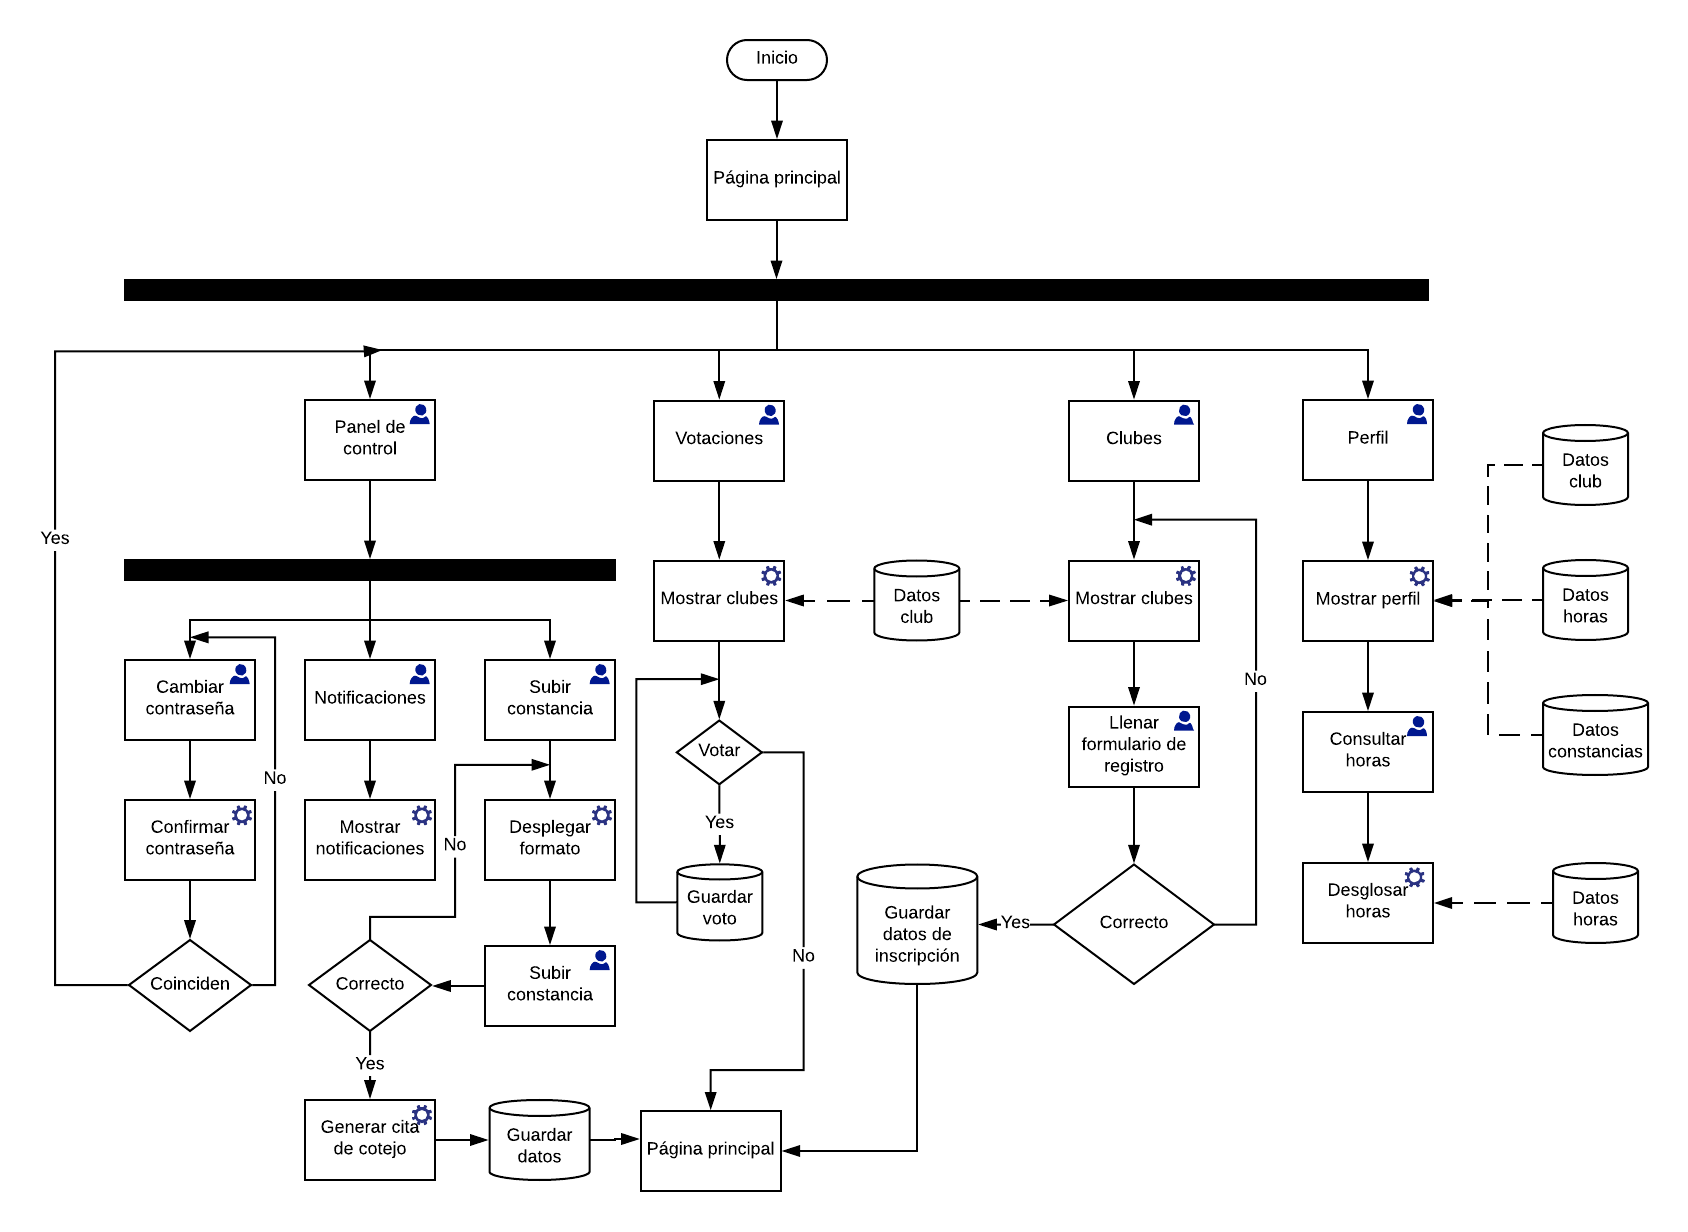 Inicio
Página principal
Panel de
control
Votaciones
Clubes
Perfil
Datos
club
Yes
Mostrar clubes
Datos
club
Mostrar clubes
Mostrar perfil
Datos
horas
Cambiar
contraseña
Notificaciones
Subir
constancia
No
Llenar
formulario de
registro
Votar
Consultar
horas
Datos
constancias
No
Confirmar
contraseña
Mostrar
notificaciones
No
Desplegar
formato
Yes
Guardar
voto
Guardar
datos de
inscripción
Yes
Correcto
Desglosar
horas
Datos
horas
No
Coinciden
Correcto
Subir
constancia
Yes
Generar cita
de cotejo
Guardar
datos
Página principal